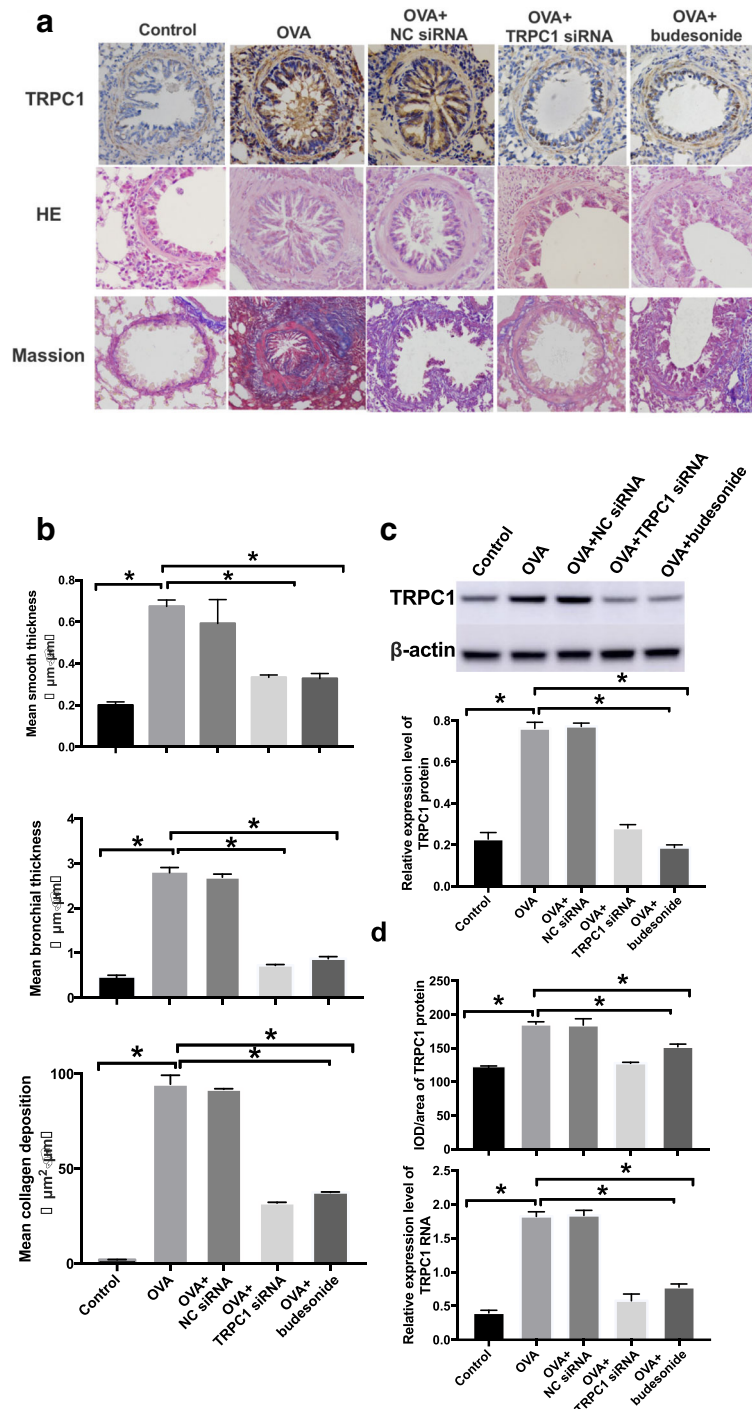 a
Control
OVA
OVA+
NC siRNA
OVA+
TRPC1 siRNA
OVA+
budesonide
TRPC1
HE
Massion
b
Mean smooth thickness
μm μm
0.8
0.6
0.4
0.2
0.0
*
*
*
Mean bronchial thickness
μm μm
4
3
2
1
0
*
*
*
Mean collagen deposition
μm² μm
100
50
0
*
*
*
Control
OVA
OVA+
NC siRNA
OVA+
TRPC1 siRNA
OVA+
budesonide
c
Control
OVA
OVA+NC siRNA
OVA+TRPC1 siRNA
OVA+budesonide
TRPC1
β-actin
Relative expression level of
TRPC1 protein
0.8
0.6
0.4
0.2
0.0
*
*
*
Control
OVA
OVA+
NC siRNA
OVA+
TRPC1 siRNA
OVA+
budesonide
d
IOD/area of TRPC1 protein
250
200
150
100
50
0
*
*
*
Relative expression level of
TRPC1 RNA
2.5
2.0
1.5
1.0
0.5
0.0
*
*
*
Control
OVA
OVA+
NC siRNA
OVA+
TRPC1 siRNA
OVA+
budesonide